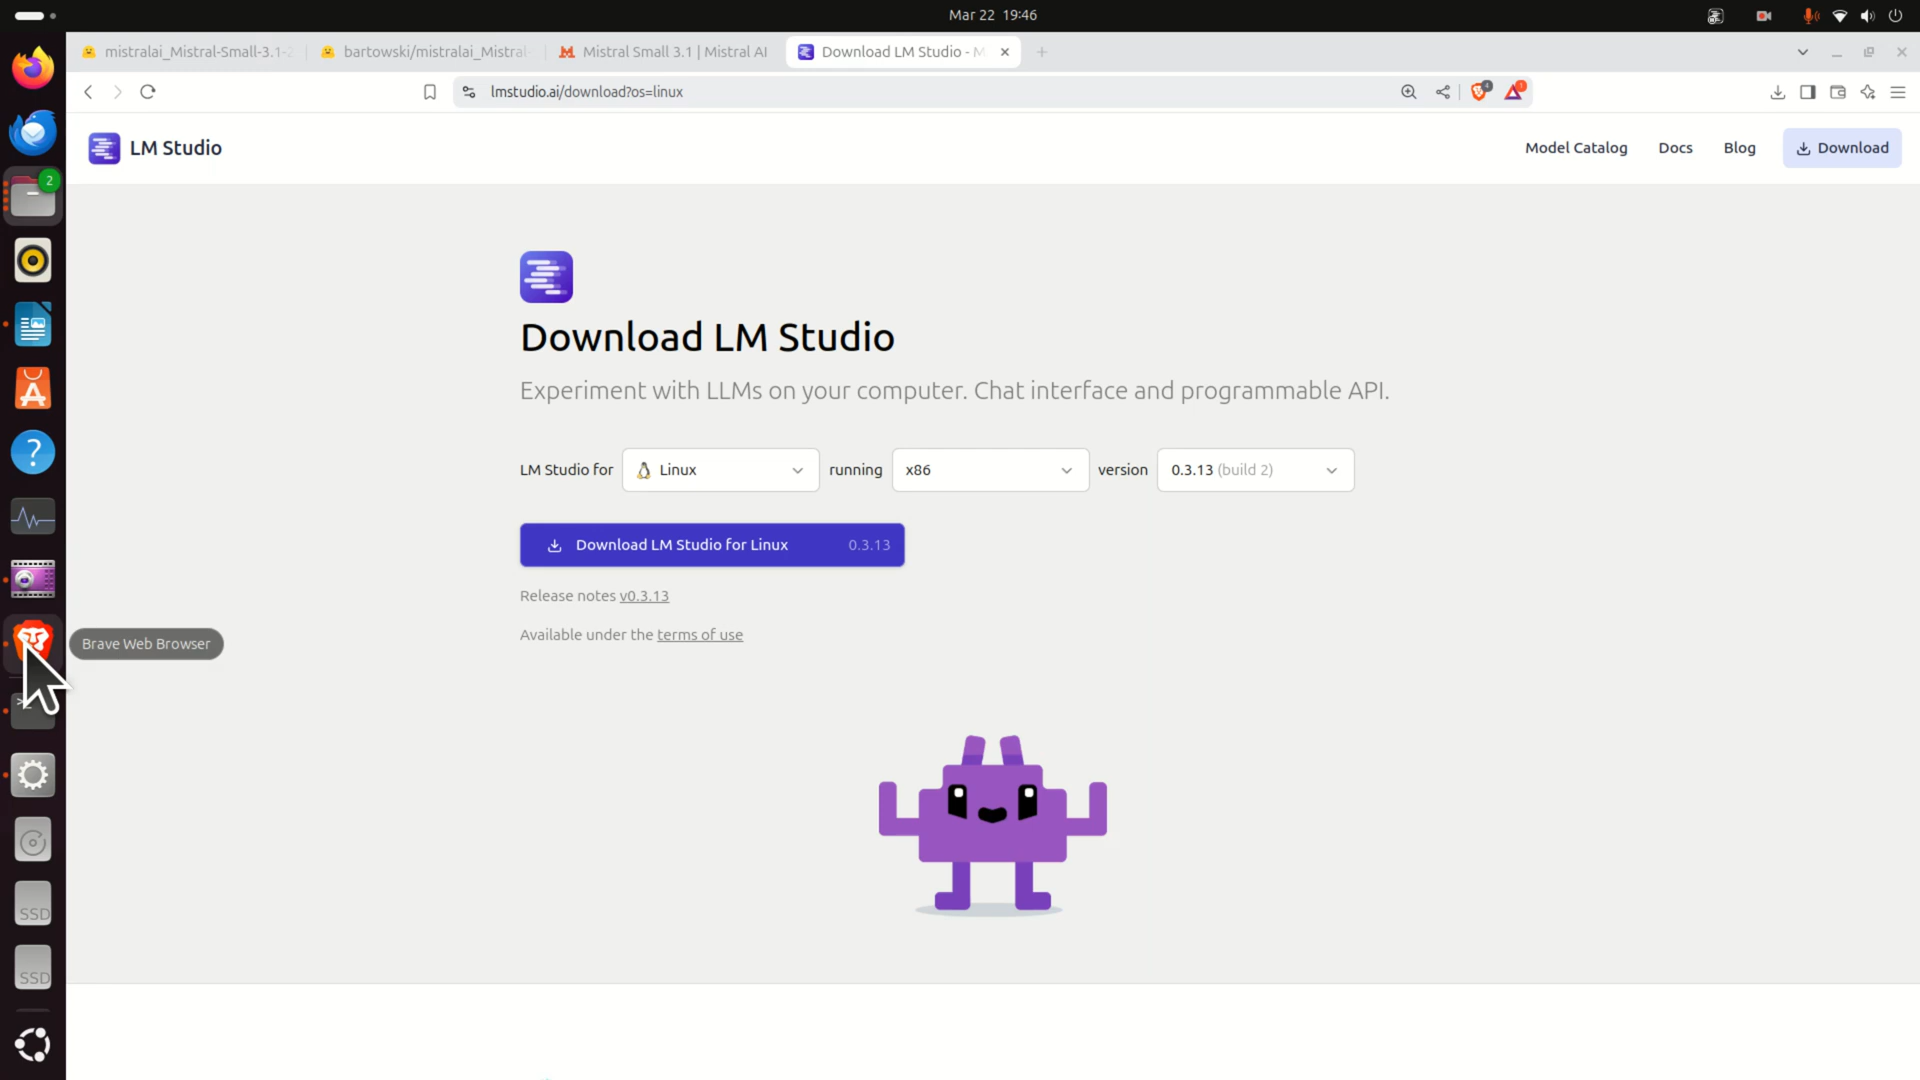 Mar 22 19:46
mistralai_Mistral-Small-3.1-2
bartowski/mistralai_Mistral-
Mistral Small 3.1 | Mistral AI
Download LM Studio - M
lmstudio.ai/download?os=linux
4
1
LM Studio
Model Catalog
Docs
Blog
Download
2
Download LM Studio
Experiment with LLMs on your computer. Chat interface and programmable API.
LM Studio for
Linux
running
x86
version
0.3.13 (build 2)
Download LM Studio for Linux
0.3.13
Release notes v0.3.13
Available under the terms of use
Brave Web Browser
SSD
SSD